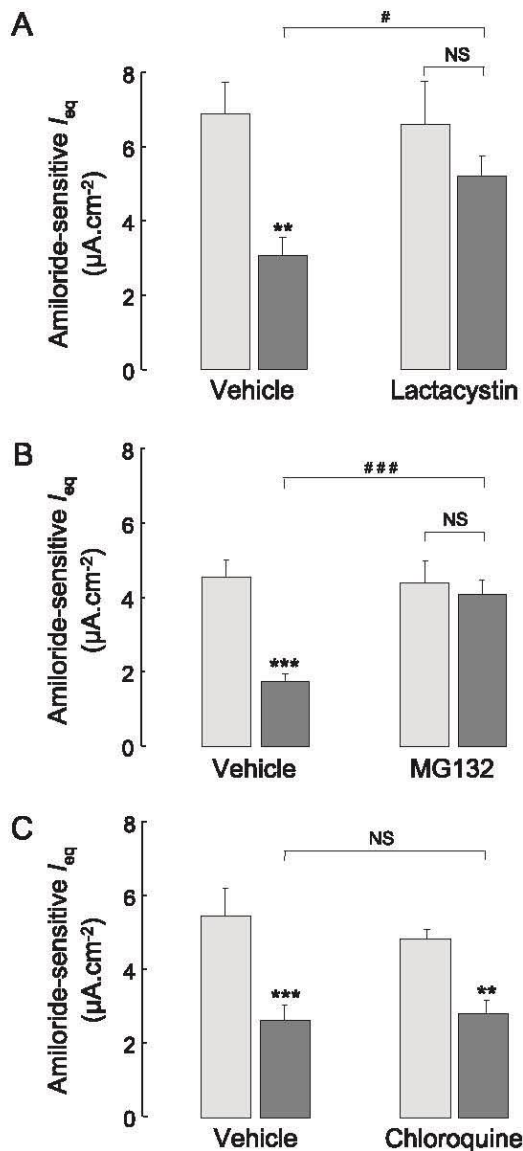 A
#
NS
8
6
4
2
0
**
Amiloride-sensitive Ieq
(µA.cm-2)
Vehicle
Lactacystin
B
###
NS
8
6
4
2
0
***
Amiloride-sensitive Ieq
(µA.cm-2)
Vehicle
MG132
C
NS
8
6
4
2
0
***
**
Amiloride-sensitive Ieq
(µA.cm-2)
Vehicle
Chloroquine